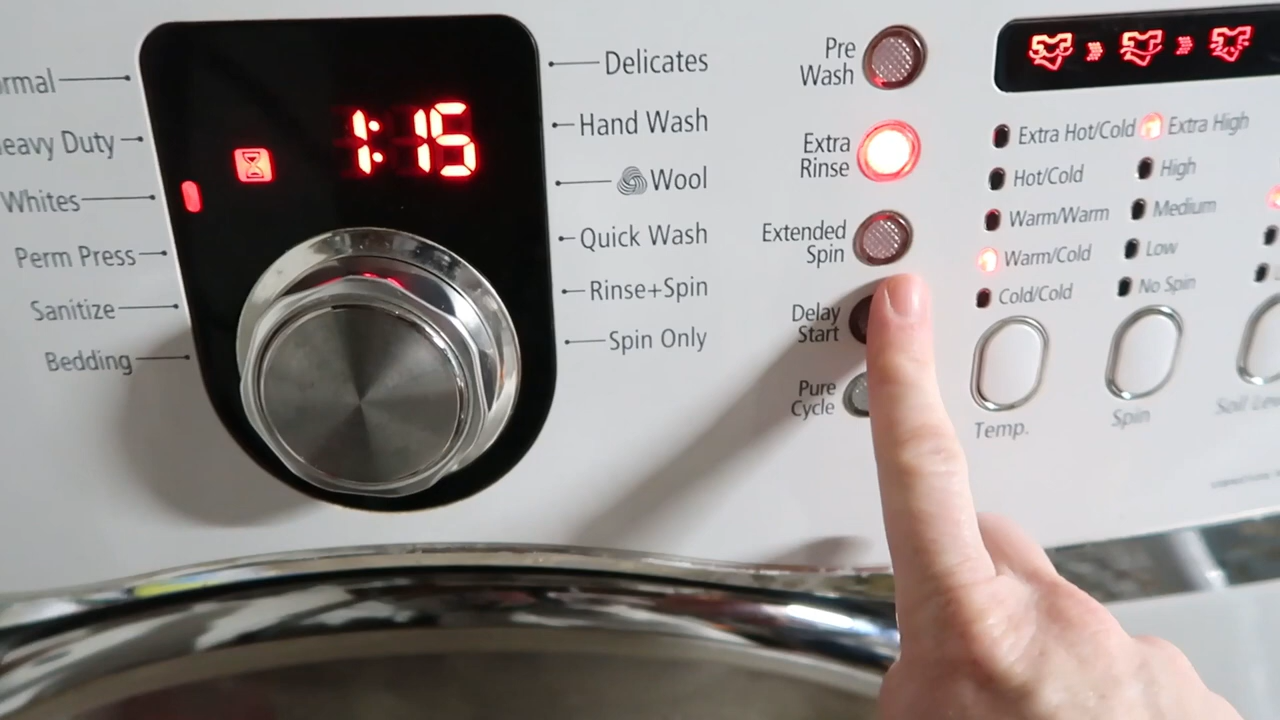 Heavy Duty
Whites
Perm Press
Sanitize
Bedding
1:15
Delicates
Hand Wash
Wool
Quick Wash
Rinse+Spin
Spin Only
Pre
Wash
Extra
Rinse
Extended
Spin
Delay
Start
Pure
Cycle
Extra Hot/Cold
Hot/Cold
Warm/Warm
Warm/Cold
Cold/Cold
Temp.
Extra High
High
Medium
Low
No Spin
Spin
Soil